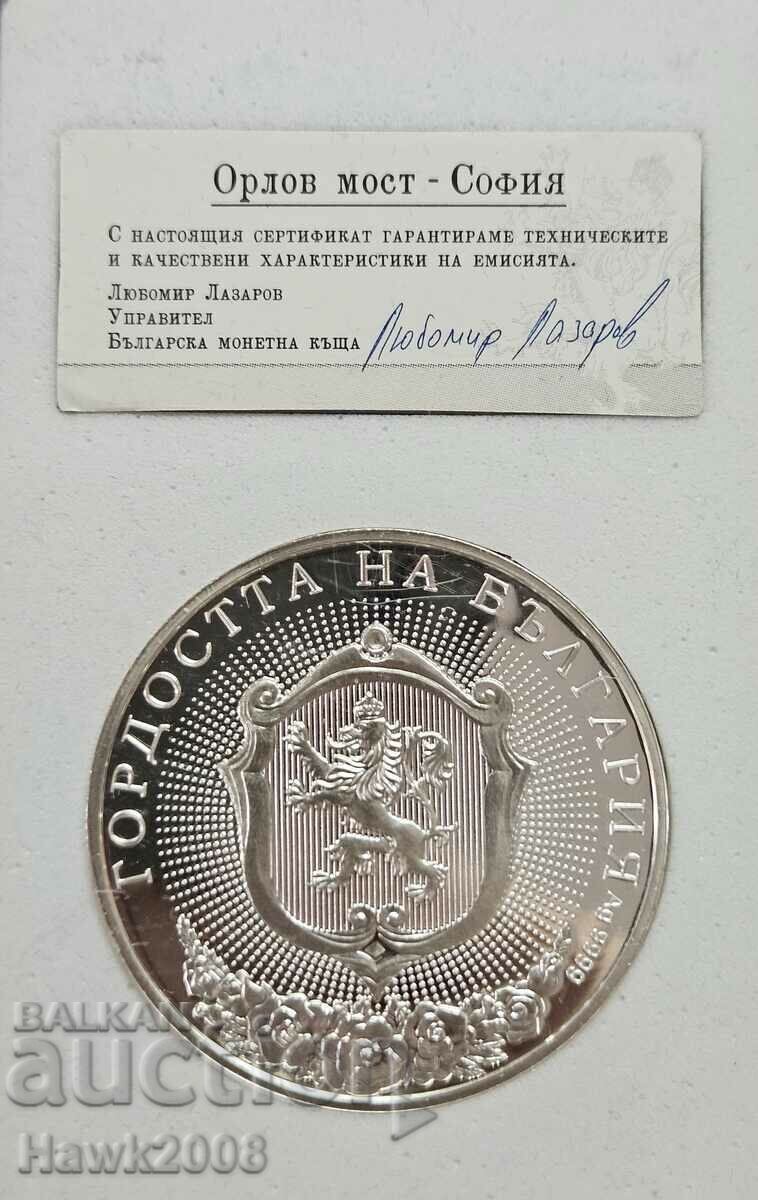 Орлов мост - София
С настоящия сертификат гарантираме техническите
и качествени характеристики на емисията.
Любомир Лазаров
Управител
Българска монетна къща Любомир Лазаров
ГОРДОСТТА НА БЪЛГАРИЯ
Ag 9999
BALKAN
auction
Hawk2008